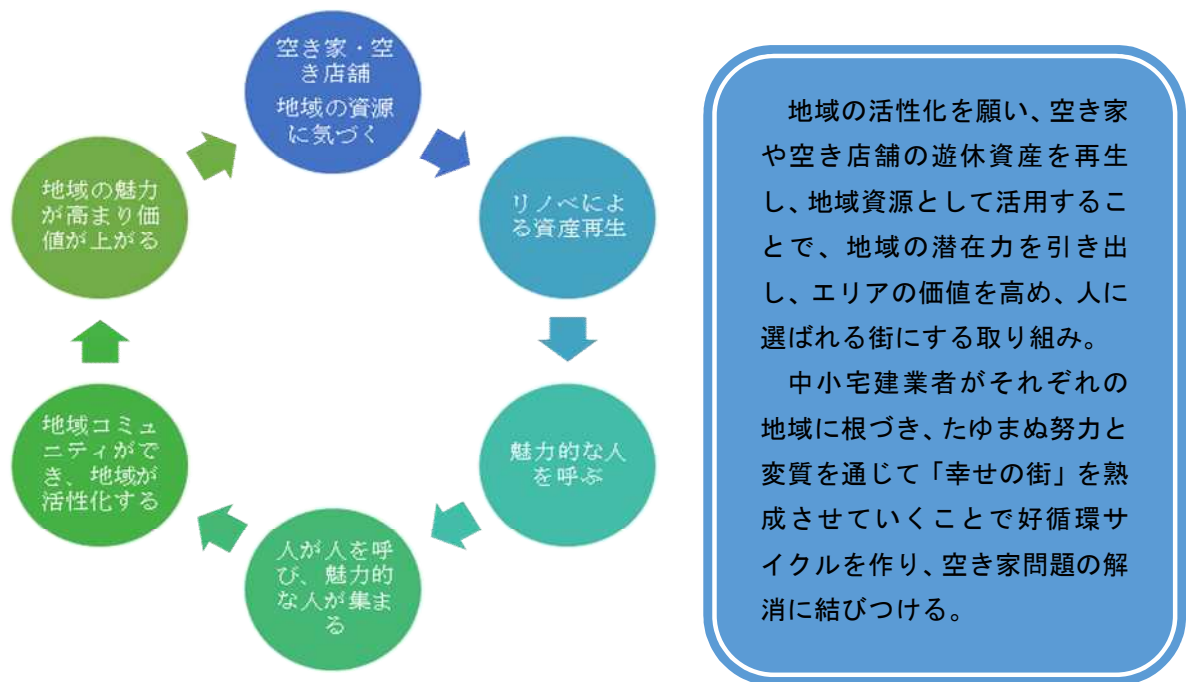 空き家・空
き店舗
地域の資源
に気づく
リノベによ
る資産再生
魅力的な人
を呼ぶ
人が人を呼
び、魅力的
な人が集ま
る
地域コミュ
ニティがで
き、地域が
活性化する
地域の魅力
が高まり価
値が上がる
地域の活性化を願い、空き家
や空き店舗の遊休資産を再生
し、地域資源として活用するこ
とで、地域の潜在力を引き出
し、エリアの価値を高め、人に
選ばれる街にする取り組み。
中小宅建業者がそれぞれの
地域に根づき、たゆまぬ努力と
変質を通じて「幸せの街」を熟
成させていくことで好循環サ
イクルを作り、空き家問題の解
消に結びつける。